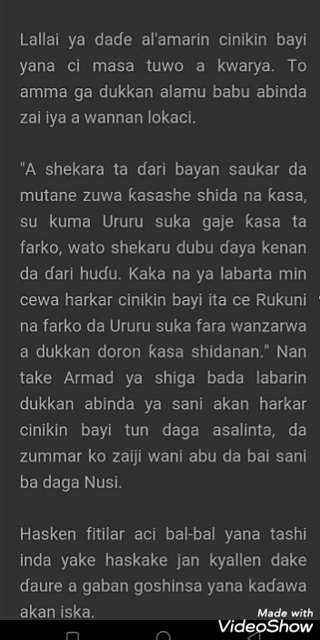 Lallai ya daɗe al'amarin cinikin bayi
yana ci masa tuwo a kwarya. To
amma ga dukkan alamu babu abinda
zai iya a wannan lokaci.
"A shekara ta ɗari bayan saukar da
mutane zuwa ƙasashe shida na ƙasa,
su kuma Ururu suka gaje ƙasa ta
farko, wato shekaru dubu ɗaya kenan
da ɗari huɗu. Kaka na ya labarta min
cewa harkar cinikin bayi ita ce Rukuni
na farko da Ururu suka fara wanzarwa
a dukkan doron ƙasa shidanan." Nan
take Armad ya shiga bada labarin
dukkan abinda ya sani akan harkar
cinikin bayi tun daga asalinta, da
zummar ko zaiji wani abu da bai sani
ba daga Nusi.
Hasken fitilar aci bal-bal yana tashi
inda yake haskake jan kyallen dake
ɗaure a gaban goshinsa yana kaɗawa
akan iska.
Made with
VideoShow